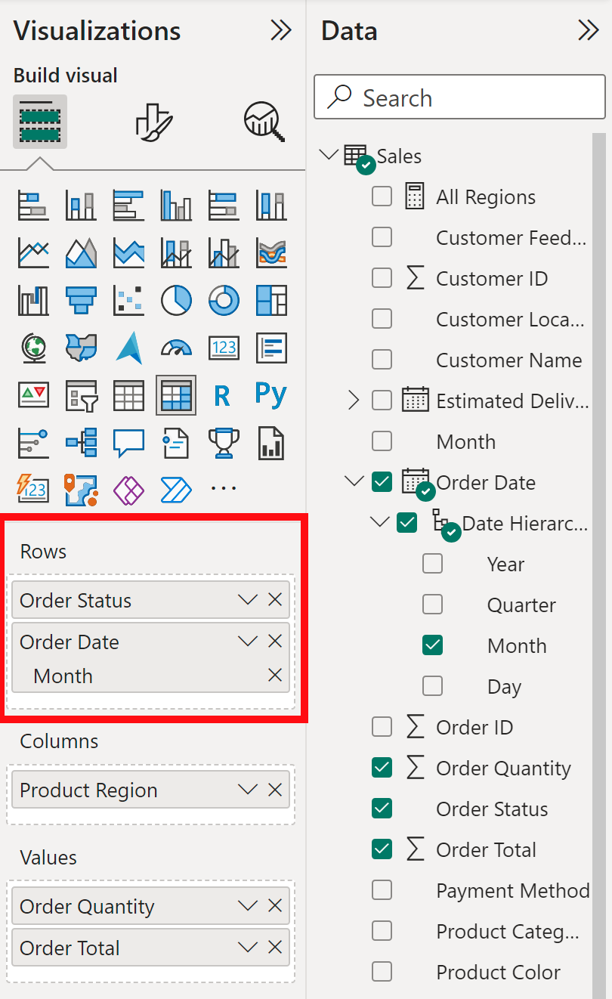 Visualizations
Build visual
123
R
Py
123
...
Rows
Order Status
Order Date
Month
Columns
Product Region
Values
Order Quantity
Order Total
Data
Search
Sales
All Regions
Customer Feed...
Customer ID
Customer Loca...
Customer Name
Estimated Deliv...
Month
Order Date
Date Hierarc...
Year
Quarter
Month
Day
Order ID
Order Quantity
Order Status
Order Total
Payment Method
Product Categ...
Product Color